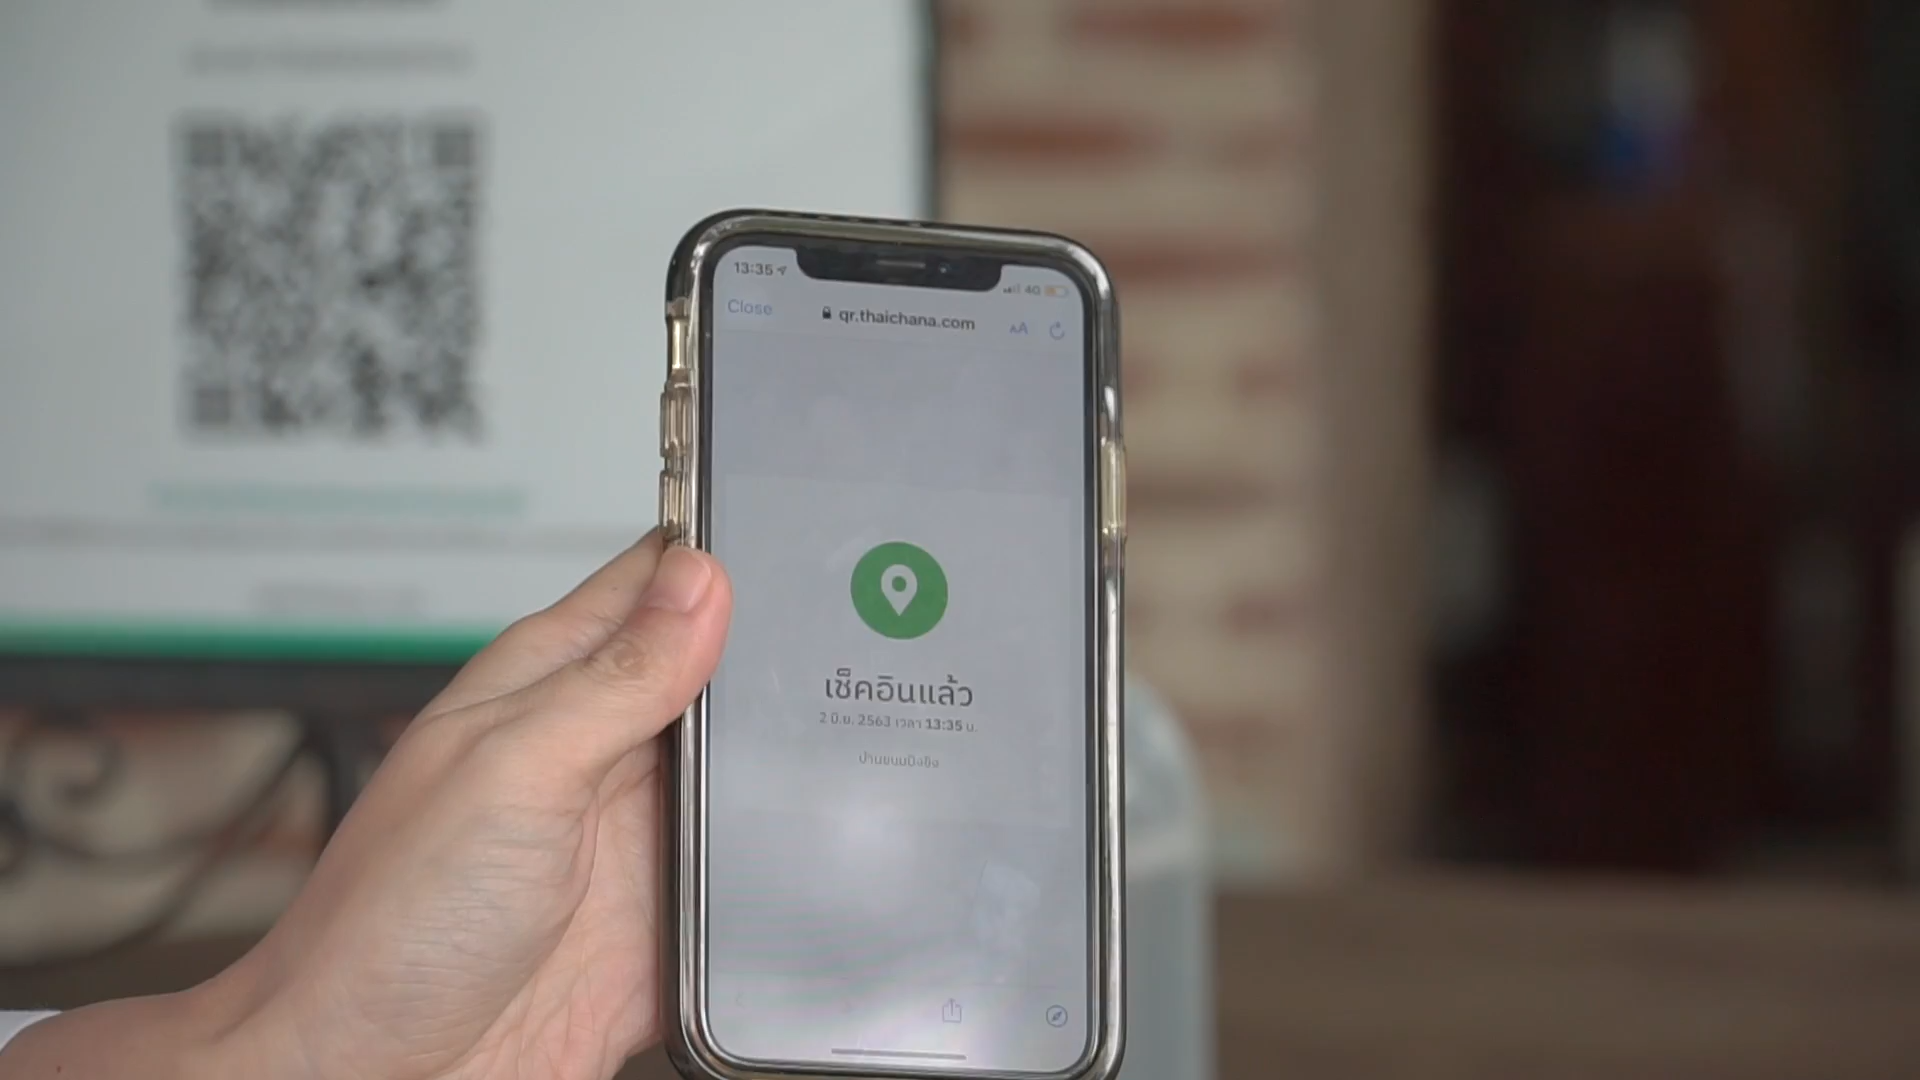 13:35
4G
Close
qr.thaichana.com
AA
เช็คอินแล้ว
2 มิ.ย. 2563 เวลา 13:35 น.
บ้านขนมปังขิง